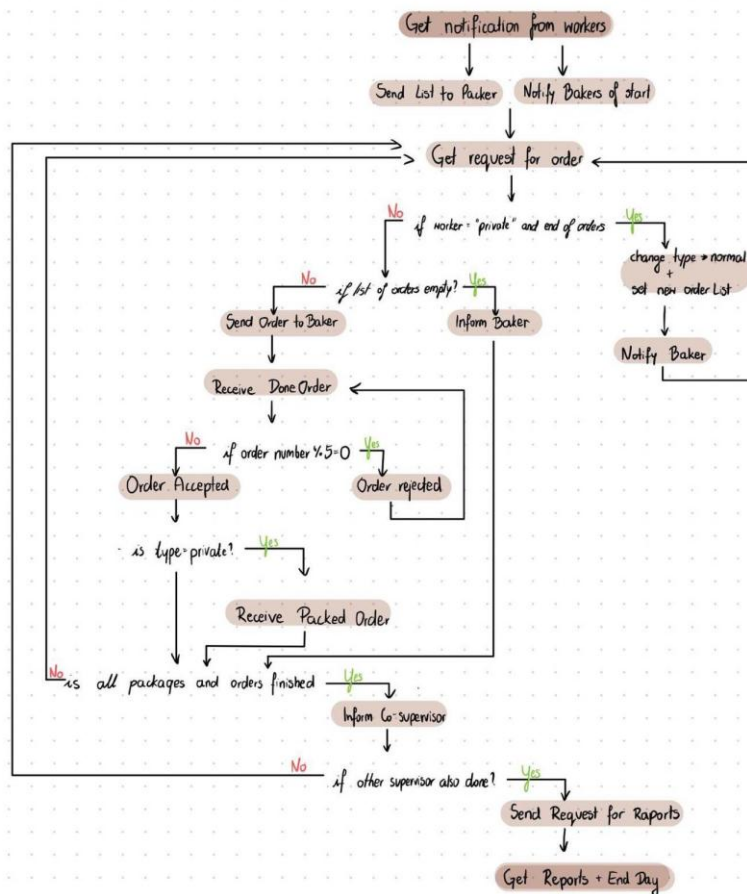 Get notification from workers
Send List to Packer
Notify Bakers of start
Get request for order
No
if worker = "private" and end of orders
Yes
change type → normal
+
set new order List
No
if list of orders empty?
Yes
Send Order to Baker
Inform Baker
Notify Baker
Receive Done Order
No
if order number % 5 = 0
Yes
Order Accepted
Order rejected
is type = private?
Yes
Receive Packed Order
No
is all packages and orders finished
Yes
Inform Co-supervisor
No
if other supervisor also done?
Yes
Send Request for Raports
Get Reports + End Day